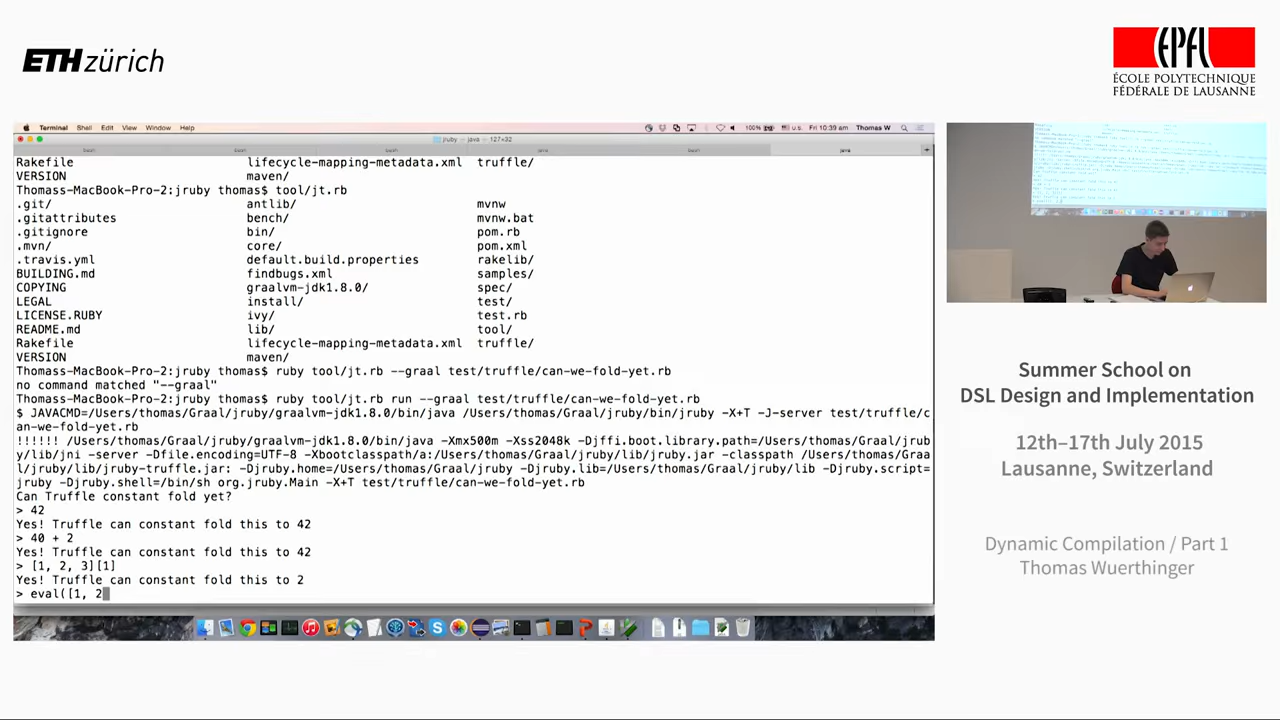 ETH zürich
EPFL
ÉCOLE POLYTECHNIQUE
FÉDÉRALE DE LAUSANNE
Terminal Shell Edit View Window Help
100% U.S. Fri 10:39 am Thomas W
jruby — java — 127×32
Rakefile lifecycle-mapping-metadata.xml truffle/
VERSION maven/
Thomass-MacBook-Pro-2:jruby thomas$ tool/jt.rb
.git/ antlib/ mvnw
.gitattributes bench/ mvnw.bat
.gitignore bin/ pom.rb
.mvn/ core/ pom.xml
.travis.yml default.build.properties rakelib/
BUILDING.md findbugs.xml samples/
COPYING graalvm-jdk1.8.0/ spec/
LEGAL install/ test/
LICENSE.RUBY ivy/ test.rb
README.md lib/ tool/
Rakefile lifecycle-mapping-metadata.xml truffle/
VERSION maven/
Thomass-MacBook-Pro-2:jruby thomas$ ruby tool/jt.rb --graal test/truffle/can-we-fold-yet.rb
no command matched "--graal"
Thomass-MacBook-Pro-2:jruby thomas$ ruby tool/jt.rb run --graal test/truffle/can-we-fold-yet.rb
$ JAVACMD=/Users/thomas/Graal/jruby/graalvm-jdk1.8.0/bin/java /Users/thomas/Graal/jruby/bin/jruby -X+T -J-server test/truffle/c
an-we-fold-yet.rb
!!!!!! /Users/thomas/Graal/jruby/graalvm-jdk1.8.0/bin/java -Xmx500m -Xss2048k -Djffi.boot.library.path=/Users/thomas/Graal/jrub
y/lib/jni -server -Dfile.encoding=UTF-8 -Xbootclasspath/a:/Users/thomas/Graal/jruby/lib/jruby.jar -classpath /Users/thomas/Graa
l/jruby/lib/jruby-truffle.jar: -Djruby.home=/Users/thomas/Graal/jruby -Djruby.lib=/Users/thomas/Graal/jruby/lib -Djruby.script=
jruby -Djruby.shell=/bin/sh org.jruby.Main -X+T test/truffle/can-we-fold-yet.rb
Can Truffle constant fold yet?
> 42
Yes! Truffle can constant fold this to 42
> 40 + 2
Yes! Truffle can constant fold this to 42
> [1, 2, 3][1]
Yes! Truffle can constant fold this to 2
> eval([1, 2
Summer School on
DSL Design and Implementation
12th–17th July 2015
Lausanne, Switzerland
Dynamic Compilation / Part 1
Thomas Wuerthinger